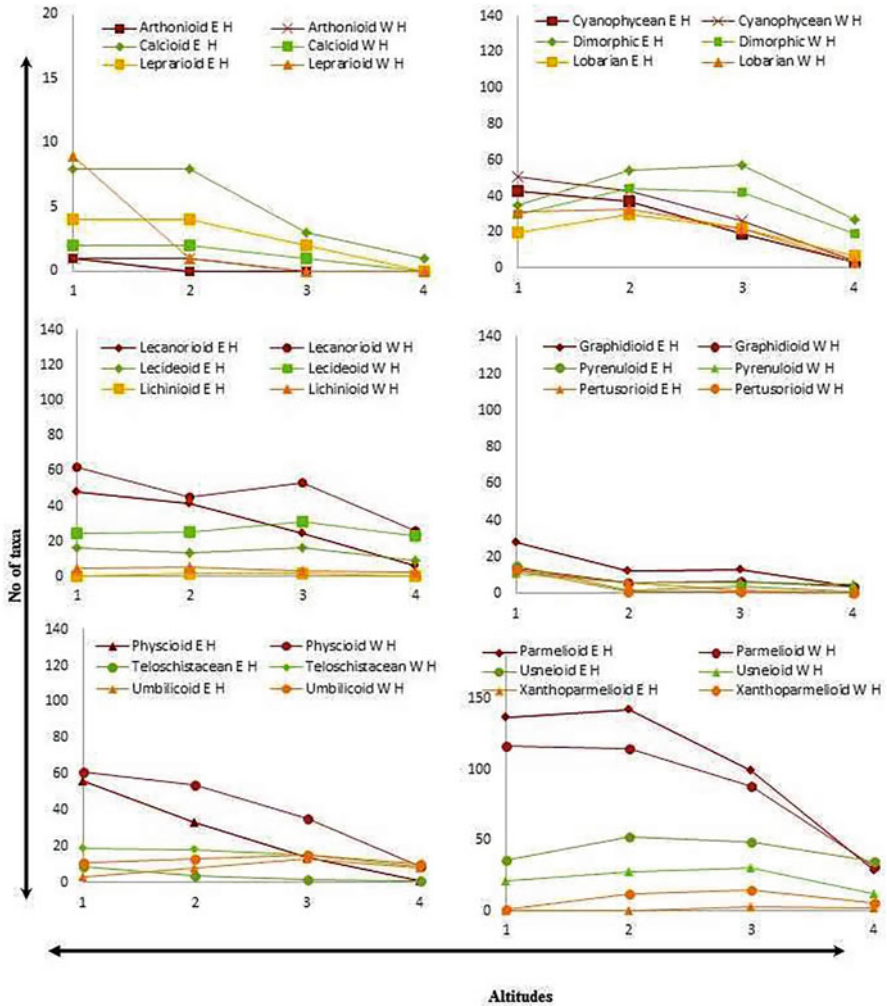 25
Arthonioid E H
Arthonioid W H
Calcioid E H
Calcioid W H
Leprarioid E H
Leprarioid W H
20
15
10
5
0
1 2 3 4
140
Cyanophycean E H
Cyanophycean W H
Dimorphic E H
Dimorphic W H
Lobarian E H
Lobarian W H
120
100
80
60
40
20
0
1 2 3 4
140
Lecanorioid E H
Lecanorioid W H
Lecideoid E H
Lecideoid W H
Lichinioid E H
Lichinioid W H
120
100
80
60
40
20
0
1 2 3 4
140
Graphidioid E H
Graphidioid W H
Pyrenuloid E H
Pyrenuloid W H
Pertusorioid E H
Pertusorioid W H
120
100
80
60
40
20
0
1 2 3 4
140
Physcioid E H
Physcioid W H
Teloschistacean E H
Teloschistacean W H
Umbilicoid E H
Umbilicoid W H
120
100
80
60
40
20
0
1 2 3 4
Parmelioid E H
Parmelioid W H
Usneioid E H
Usneioid W H
Xanthoparmelioid E H
Xanthoparmelioid W H
150
100
50
0
1 2 3 4
No of taxa
Altitudes